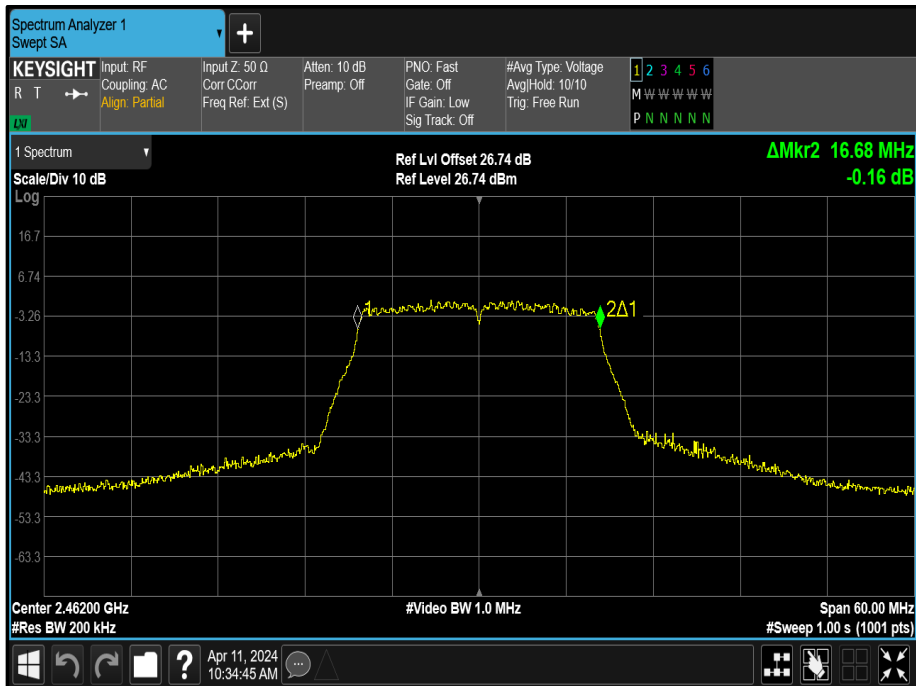 Spectrum Analyzer 1
Swept SA
+
KEYSIGHT
R T
LXI
Input: RF
Coupling: AC
Align: Partial
Input Z: 50 Ω
Corr CCorr
Freq Ref: Ext (S)
Atten: 10 dB
Preamp: Off
PNO: Fast
Gate: Off
IF Gain: Low
Sig Track: Off
#Avg Type: Voltage
Avg|Hold: 10/10
Trig: Free Run
1 2 3 4 5 6
M W W W W W
P N N N N N
1 Spectrum
Scale/Div 10 dB
Log
Ref Lvl Offset 26.74 dB
Ref Level 26.74 dBm
ΔMkr2 16.68 MHz
-0.16 dB
16.7
6.74
-3.26
-13.3
-23.3
-33.3
-43.3
-53.3
-63.3
1
2Δ1
Center 2.46200 GHz
#Res BW 200 kHz
#Video BW 1.0 MHz
Span 60.00 MHz
#Sweep 1.00 s (1001 pts)
?
Apr 11, 2024
10:34:45 AM